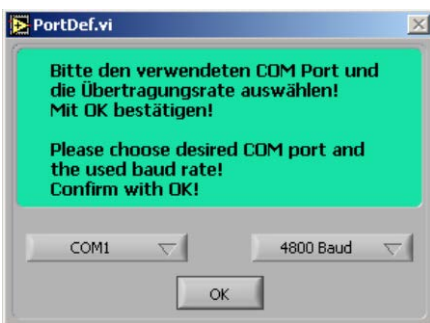 PortDef.vi
Bitte den verwendeten COM Port und
die Übertragungsrate auswählen!
Mit OK bestätigen!
Please choose desired COM port and
the used baud rate!
Confirm with OK!
COM1
4800 Baud
OK